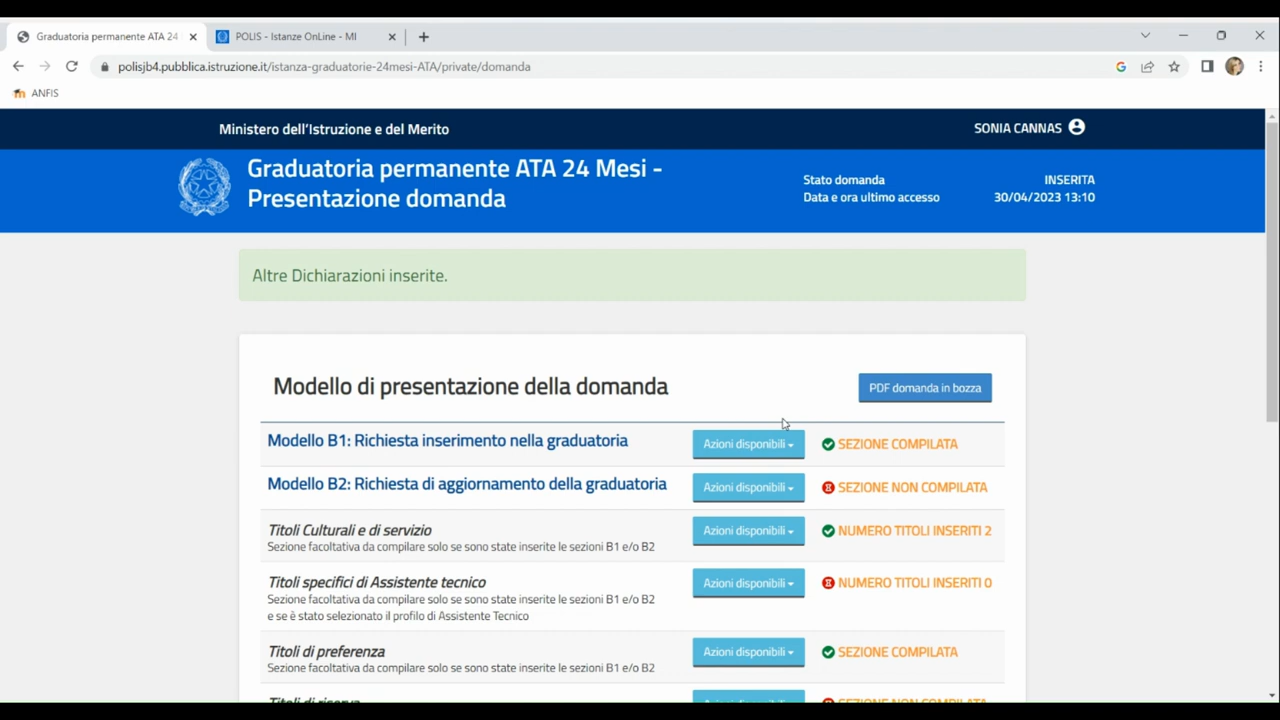 Graduatoria permanente ATA 24
POLIS - Istanze OnLine - MI
polisjb4.pubblica.istruzione.it/istanza-graduatorie-24mesi-ATA/private/domanda
ANFIS
Ministero dell'Istruzione e del Merito
SONIA CANNAS
Graduatoria permanente ATA 24 Mesi -
Presentazione domanda
Stato domanda INSERITA
Data e ora ultimo accesso 30/04/2023 13:10
Altre Dichiarazioni inserite.
Modello di presentazione della domanda
PDF domanda in bozza
Modello B1: Richiesta inserimento nella graduatoria Azioni disponibili SEZIONE COMPILATA
Modello B2: Richiesta di aggiornamento della graduatoria Azioni disponibili SEZIONE NON COMPILATA
Titoli Culturali e di servizio Azioni disponibili NUMERO TITOLI INSERITI 2
Sezione facoltativa da compilare solo se sono state inserite le sezioni B1 e/o B2
Titoli specifici di Assistente tecnico Azioni disponibili NUMERO TITOLI INSERITI 0
Sezione facoltativa da compilare solo se sono state inserite le sezioni B1 e/o B2
e se è stato selezionato il profilo di Assistente Tecnico
Titoli di preferenza Azioni disponibili SEZIONE COMPILATA
Sezione facoltativa da compilare solo se sono state inserite le sezioni B1 e/o B2
Titoli di riserva Azioni disponibili SEZIONE NON COMPILATA